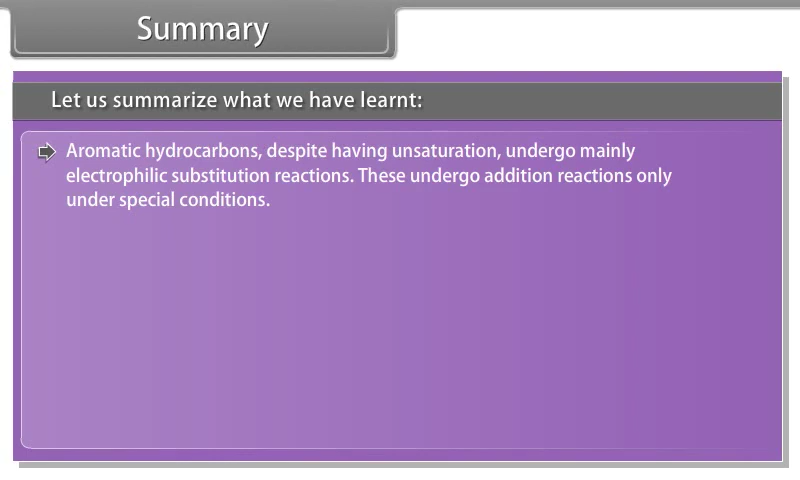 Summary
Let us summarize what we have learnt:
Aromatic hydrocarbons, despite having unsaturation, undergo mainly
electrophilic substitution reactions. These undergo addition reactions only
under special conditions.